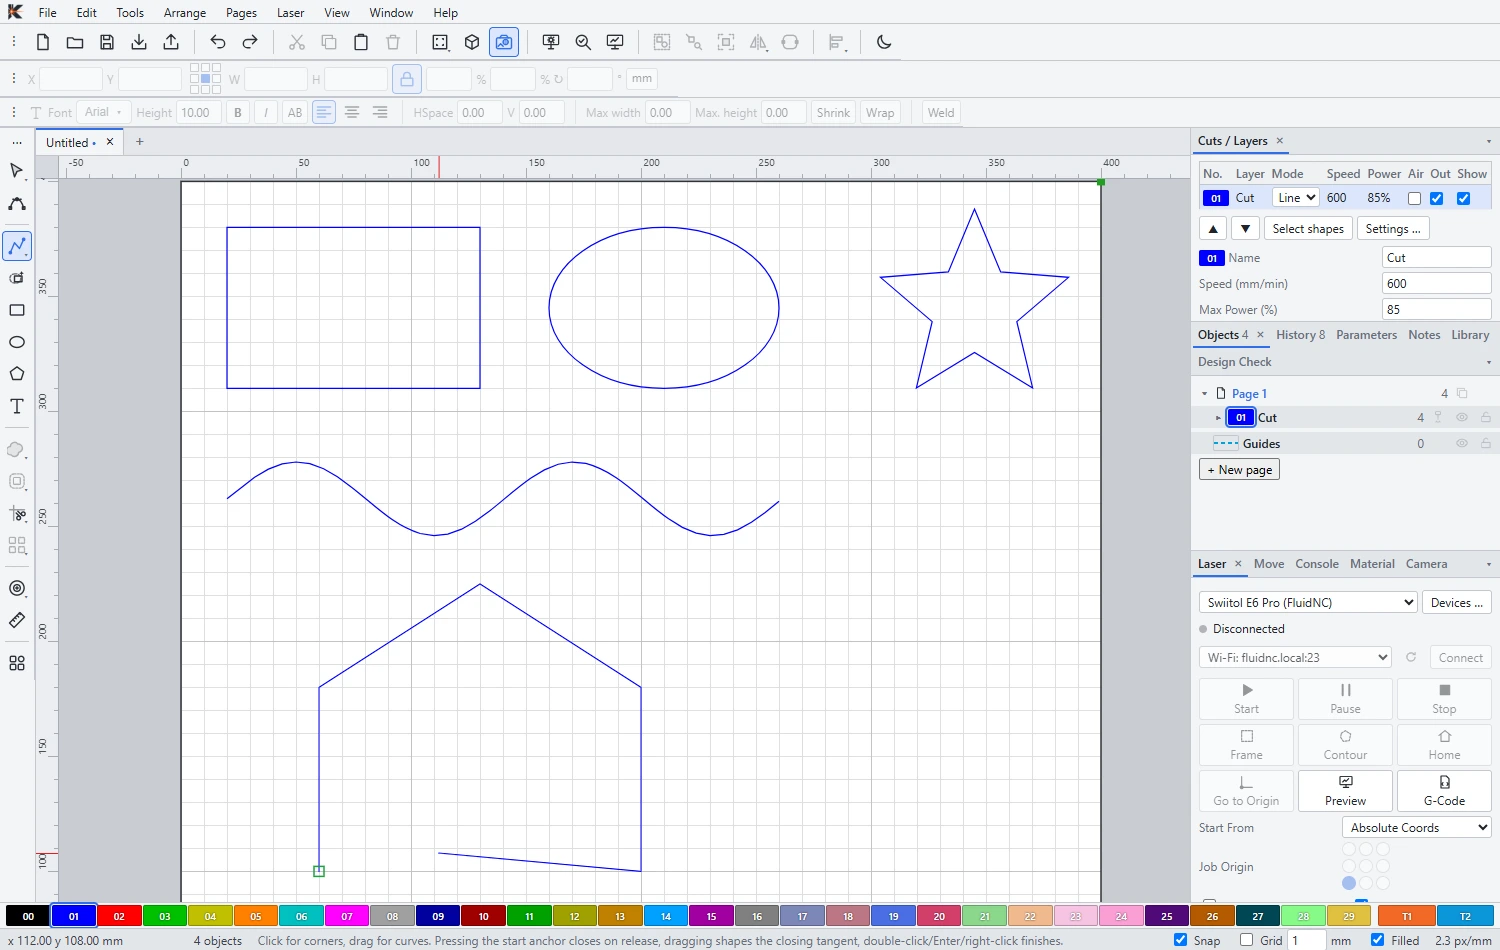 File Edit Tools Arrange Pages Laser View Window Help
X Y W H % % ° mm
Font Arial Height 10.00 B I AB HSpace 0.00 V 0.00 Max width 0.00 Max. height 0.00 Shrink Wrap Weld
Untitled • × +
-50 0 50 100 150 200 250 300 350 400
350
300
250
200
150
100
Cuts / Layers ×
No. Layer Mode Speed Power Air Out Show
01 Cut Line 600 85%
▲ ▼ Select shapes Settings ...
01 Name Cut
Speed (mm/min) 600
Max Power (%) 85
Objects 4 × History 8 Parameters Notes Library
Design Check
Page 1 4
01 Cut 4
Guides 0
+ New page
Laser × Move Console Material Camera
Swiitol E6 Pro (FluidNC) Devices ...
Disconnected
Wi-Fi: fluidnc.local:23 Connect
Start Pause Stop
Frame Contour Home
Go to Origin Preview G-Code
Start From Absolute Coords
Job Origin
00 01 02 03 04 05 06 07 08 09 10 11 12 13 14 15 16 17 18 19 20 21 22 23 24 25 26 27 28 29 T1 T2
x 112.00 y 108.00 mm 4 objects Click for corners, drag for curves. Pressing the start anchor closes on release, dragging shapes the closing tangent, double-click/Enter/right-click finishes. Snap Grid 1 mm Filled 2.3 px/mm